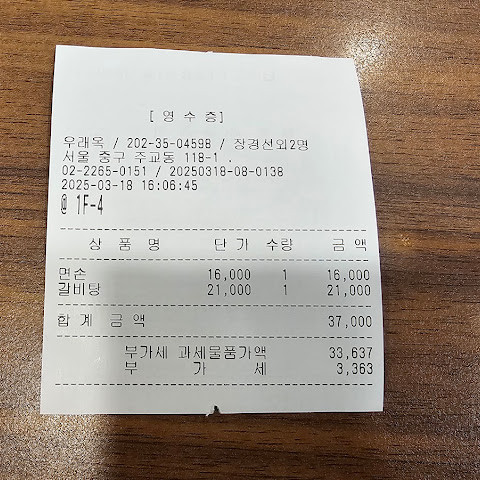 [ 영 수 증 ]
우래옥 / 202-35-04598 / 장경선외2명
서울 중구 주교동 118-1 .
02-2265-0151 / 20250318-08-0138
2025-03-18 16:06:45
@ 1F-4
상 품 명 단 가 수량 금 액
면손 16,000 1 16,000
갈비탕 21,000 1 21,000
합 계 금 액 37,000
부가세 과세물품가액 33,637
부 가 세 3,363